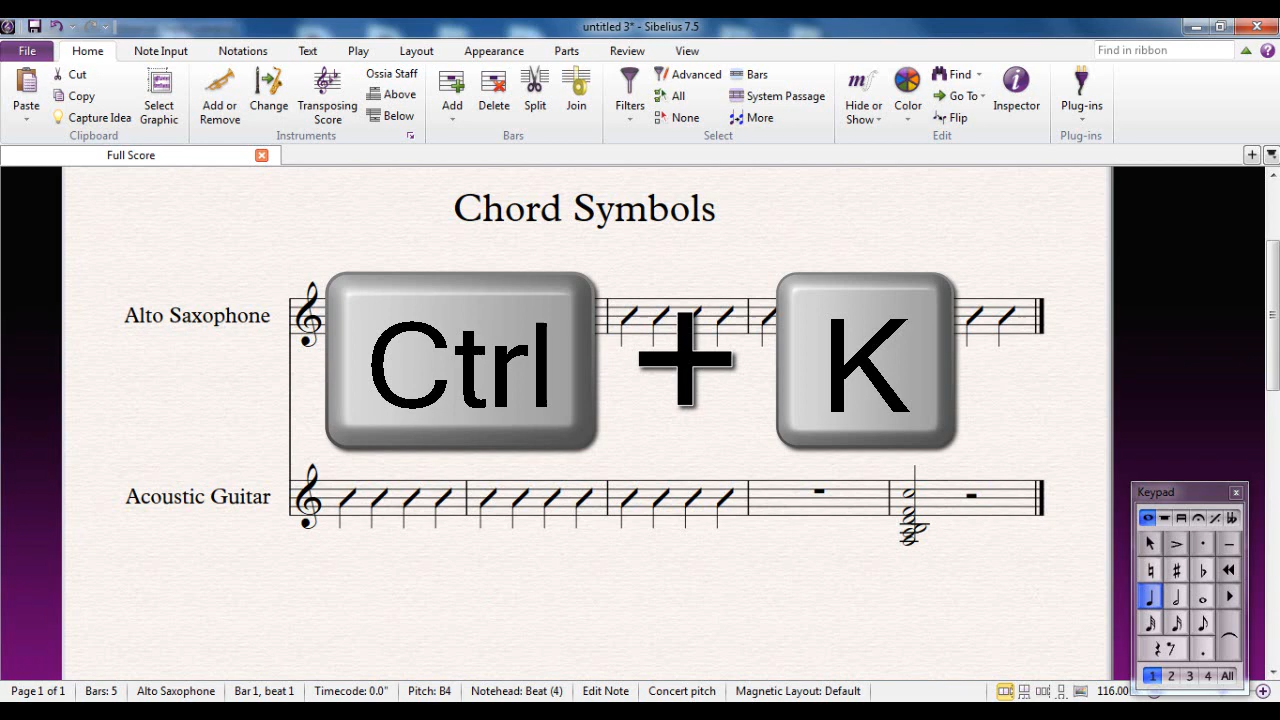 untitled 3* - Sibelius 7.5
File Home Note Input Notations Text Play Layout Appearance Parts Review View Find in ribbon
Paste Cut Copy Capture Idea Select Graphic Clipboard
Add or Remove Change Transposing Score Ossia Staff Above Below Instruments
Add Delete Split Join Bars
Filters Advanced All None Bars System Passage More Select
Hide or Show Color Find Go To Flip Inspector Edit
Plug-ins Plug-ins
Full Score
Chord Symbols
Alto Saxophone
Ctrl + K
Acoustic Guitar
Keypad
1 2 3 4 All
Page 1 of 1 Bars: 5 Alto Saxophone Bar 1, beat 1 Timecode: 0.0" Pitch: B4 Notehead: Beat (4) Edit Note Concert pitch Magnetic Layout: Default 116.00